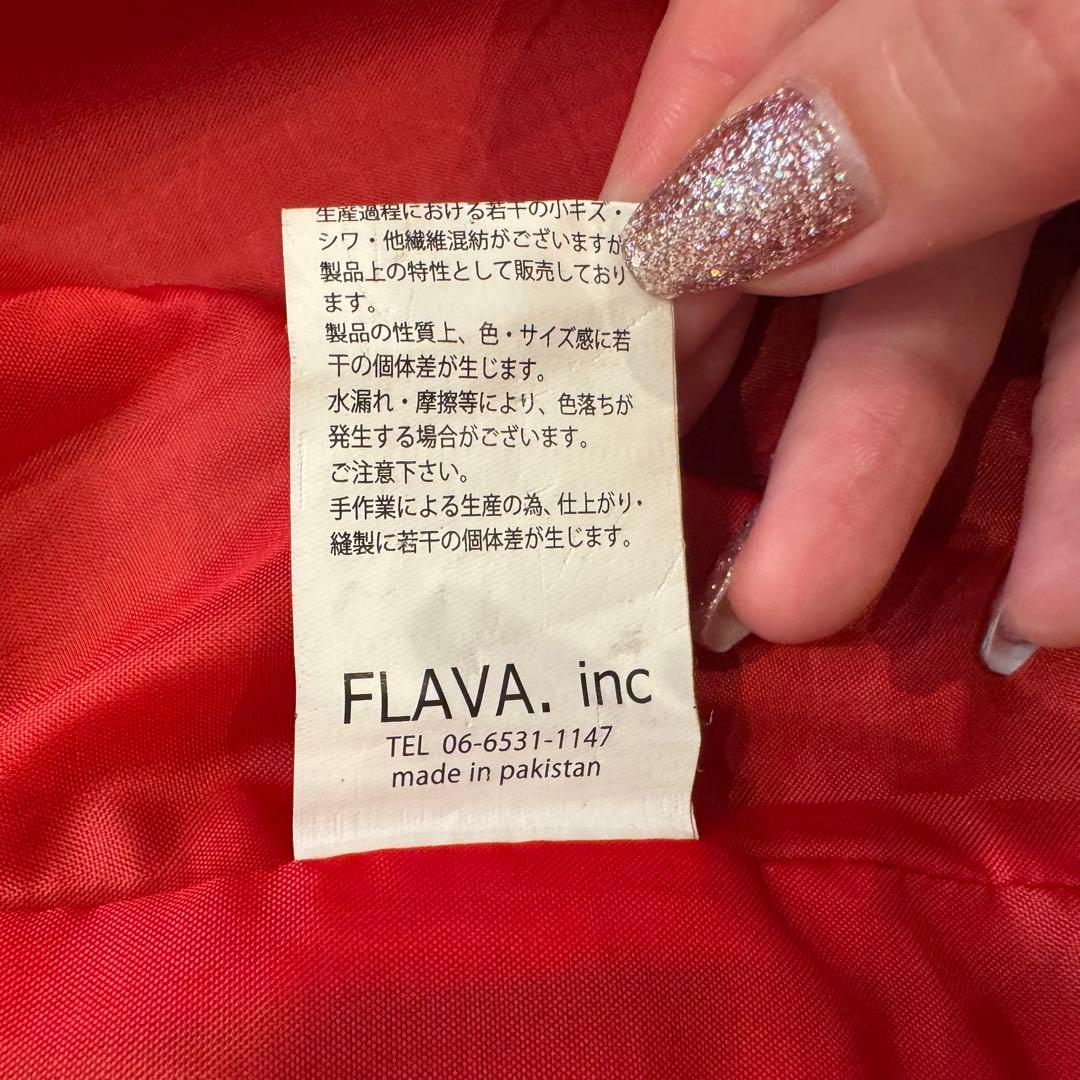 生産過程における若干の小キズ・
シワ・他繊維混紡がございますが
製品上の特性として販売しており
ます。
製品の性質上、色・サイズ感に若
干の個体差が生じます。
水漏れ・摩擦等により、色落ちが
発生する場合がございます。
ご注意下さい。
手作業による生産の為、仕上がり・
縫製に若干の個体差が生じます。
FLAVA. inc
TEL 06-6531-1147
made in pakistan